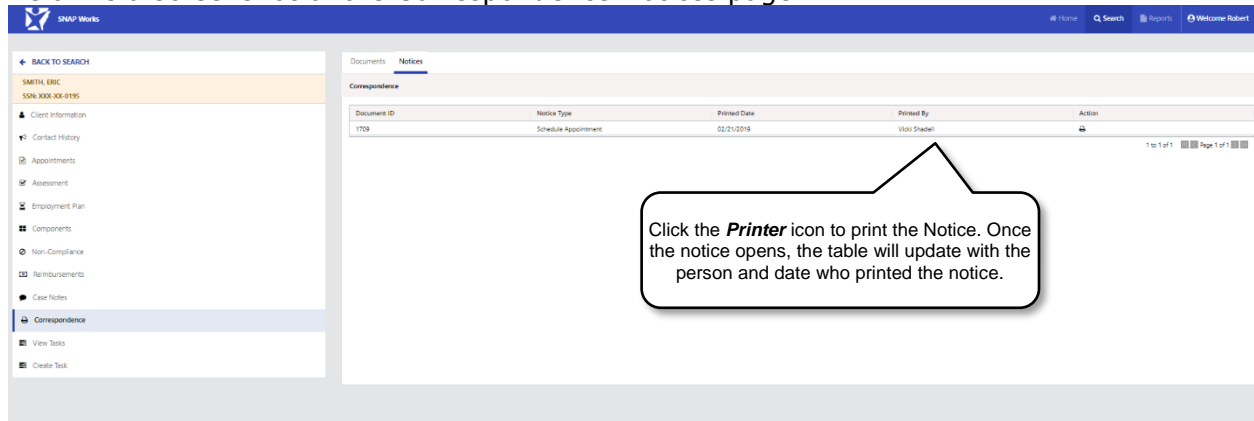 SNAP Works
Home Search Reports Welcome Robert
BACK TO SEARCH
SMITH, ERIC
SSN: XXX-XX-0195
Client Information
Contact History
Appointments
Assessment
Employment Plan
Components
Non-Compliance
Reimbursements
Case Notes
Correspondence
View Tasks
Create Task
Documents Notices
Correspondence
Document ID Notice Type Printed Date Printed By Action
1709 Schedule Appointment 02/21/2019 Vicki Shadell
1 to 1 of 1 Page 1 of 1
Click the Printer icon to print the Notice. Once
the notice opens, the table will update with the
person and date who printed the notice.